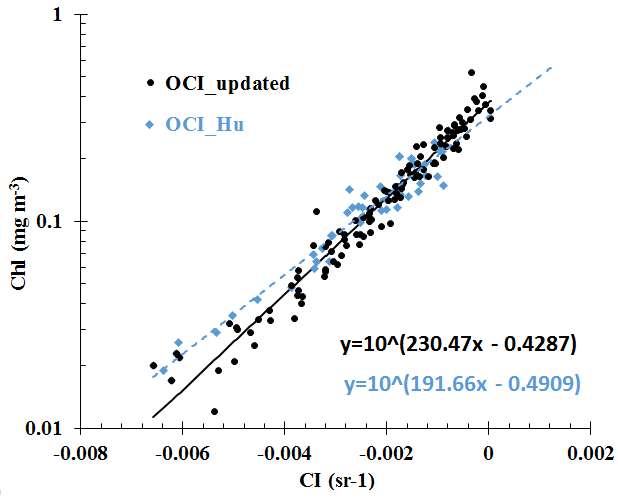 1
OCI_updated
OCI_Hu
Chl (mg m-3)
0.1
y=10^(230.47x - 0.4287)
y=10^(191.66x - 0.4909)
0.01
-0.008 -0.006 -0.004 -0.002 0 0.002
CI (sr-1)